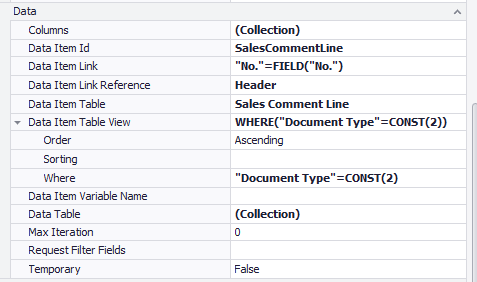 Data
Columns (Collection)
Data Item Id SalesCommentLine
Data Item Link "No."=FIELD("No.")
Data Item Link Reference Header
Data Item Table Sales Comment Line
Data Item Table View WHERE("Document Type"=CONST(2))
Order Ascending
Sorting
Where "Document Type"=CONST(2)
Data Item Variable Name
Data Table (Collection)
Max Iteration 0
Request Filter Fields
Temporary False